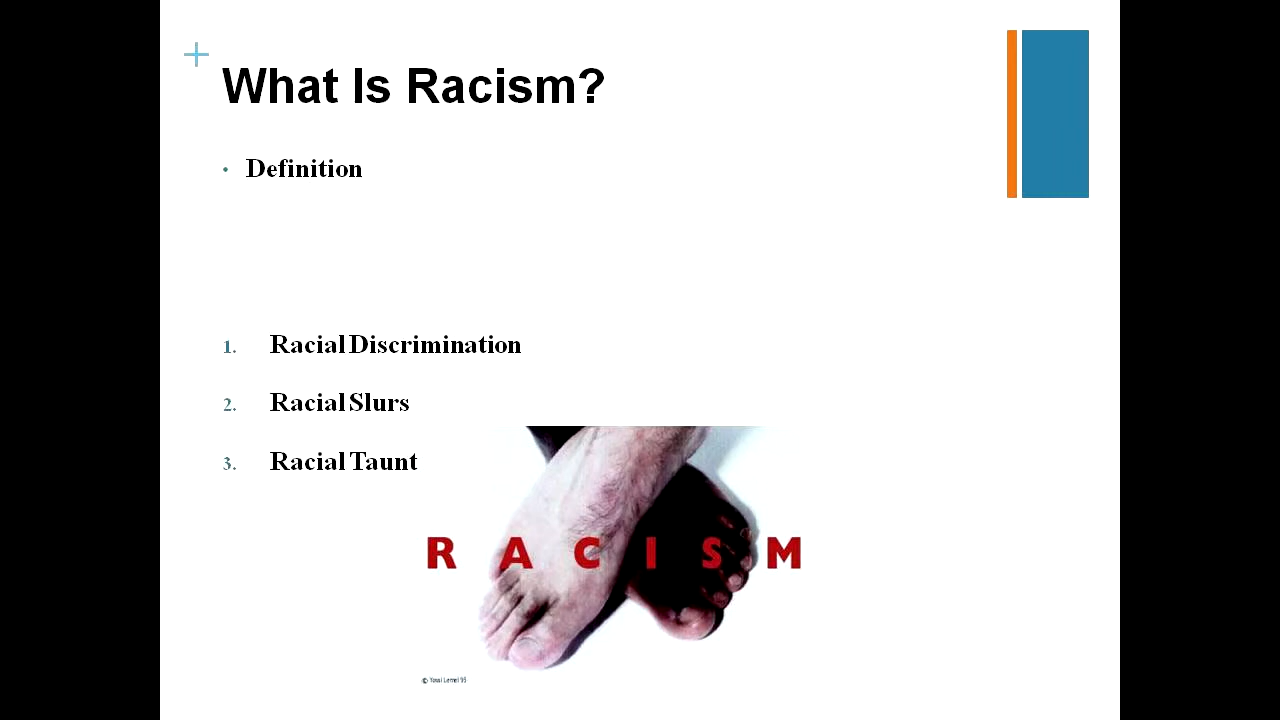 What Is Racism?
• Definition
1. Racial Discrimination
2. Racial Slurs
3. Racial Taunt
R A C I S M
©